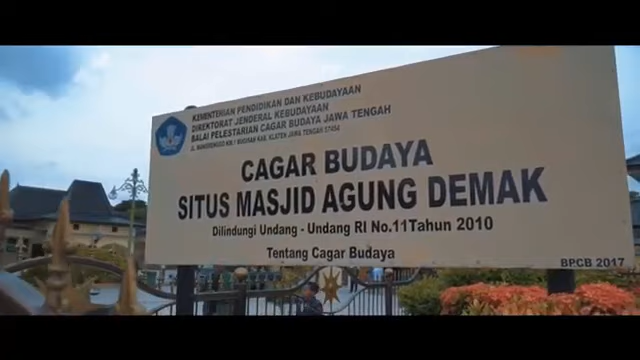 KEMENTERIAN PENDIDIKAN DAN KEBUDAYAAN
DIREKTORAT JENDERAL KEBUDAYAAN
BALAI PELESTARIAN CAGAR BUDAYA JAWA TENGAH
CAGAR BUDAYA
SITUS MASJID AGUNG DEMAK
Dilindungi Undang - Undang RI No.11Tahun 2010
Tentang Cagar Budaya
BPCB 2017